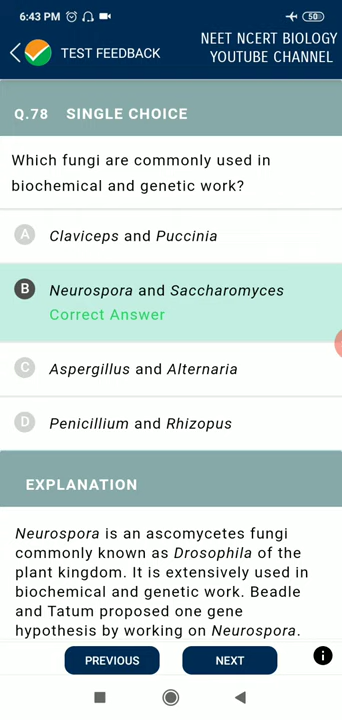 6:43 PM
50
TEST FEEDBACK
NEET NCERT BIOLOGY
YOUTUBE CHANNEL
Q.78 SINGLE CHOICE
Which fungi are commonly used in
biochemical and genetic work?
A Claviceps and Puccinia
B Neurospora and Saccharomyces
Correct Answer
C Aspergillus and Alternaria
D Penicillium and Rhizopus
EXPLANATION
Neurospora is an ascomycetes fungi
commonly known as Drosophila of the
plant kingdom. It is extensively used in
biochemical and genetic work. Beadle
and Tatum proposed one gene
hypothesis by working on Neurospora.
PREVIOUS
NEXT
i